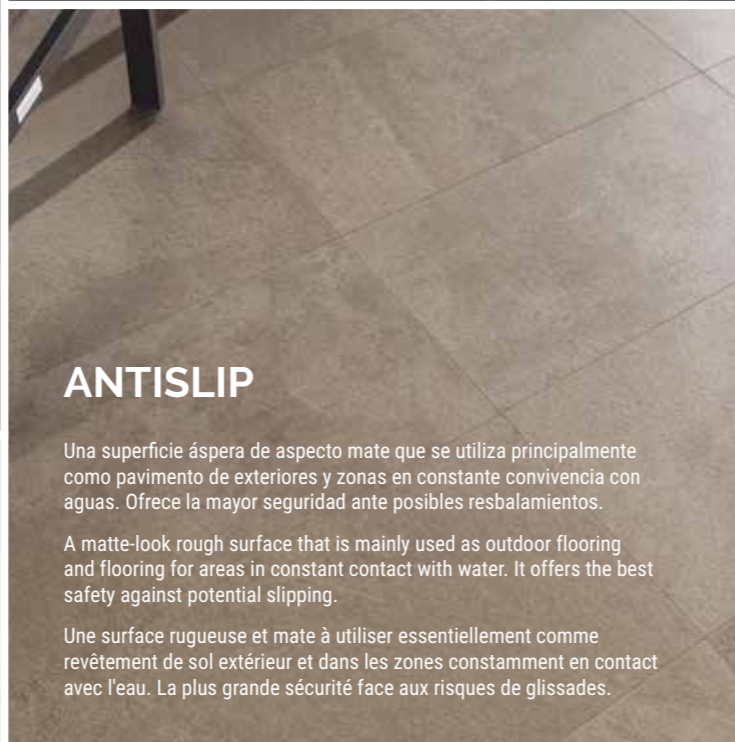 ANTISLIP
Una superficie áspera de aspecto mate que se utiliza principalmente
como pavimento de exteriores y zonas en constante convivencia con
aguas. Ofrece la mayor seguridad ante posibles resbalamientos.
A matte-look rough surface that is mainly used as outdoor flooring
and flooring for areas in constant contact with water. It offers the best
safety against potential slipping.
Une surface rugueuse et mate à utiliser essentiellement comme
revêtement de sol extérieur et dans les zones constamment en contact
avec l'eau. La plus grande sécurité face aux risques de glissades.